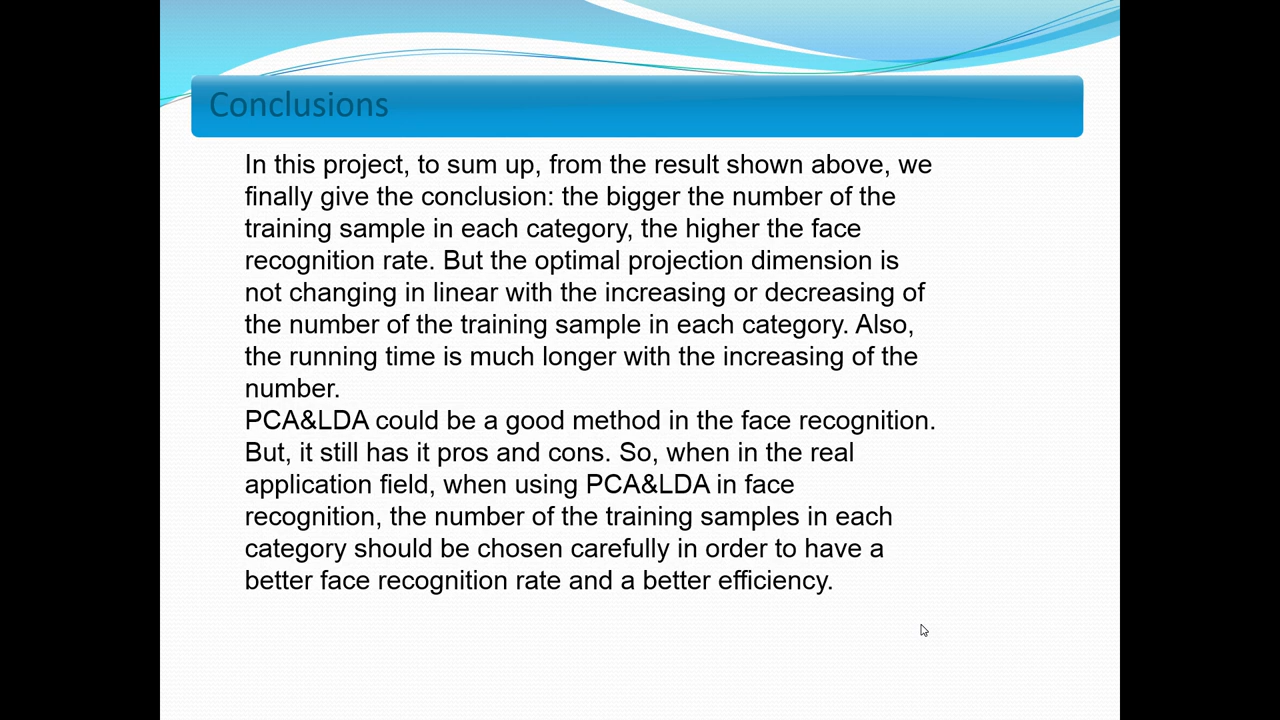 Conclusions
In this project, to sum up, from the result shown above, we
finally give the conclusion: the bigger the number of the
training sample in each category, the higher the face
recognition rate. But the optimal projection dimension is
not changing in linear with the increasing or decreasing of
the number of the training sample in each category. Also,
the running time is much longer with the increasing of the
number.
PCA&LDA could be a good method in the face recognition.
But, it still has it pros and cons. So, when in the real
application field, when using PCA&LDA in face
recognition, the number of the training samples in each
category should be chosen carefully in order to have a
better face recognition rate and a better efficiency.